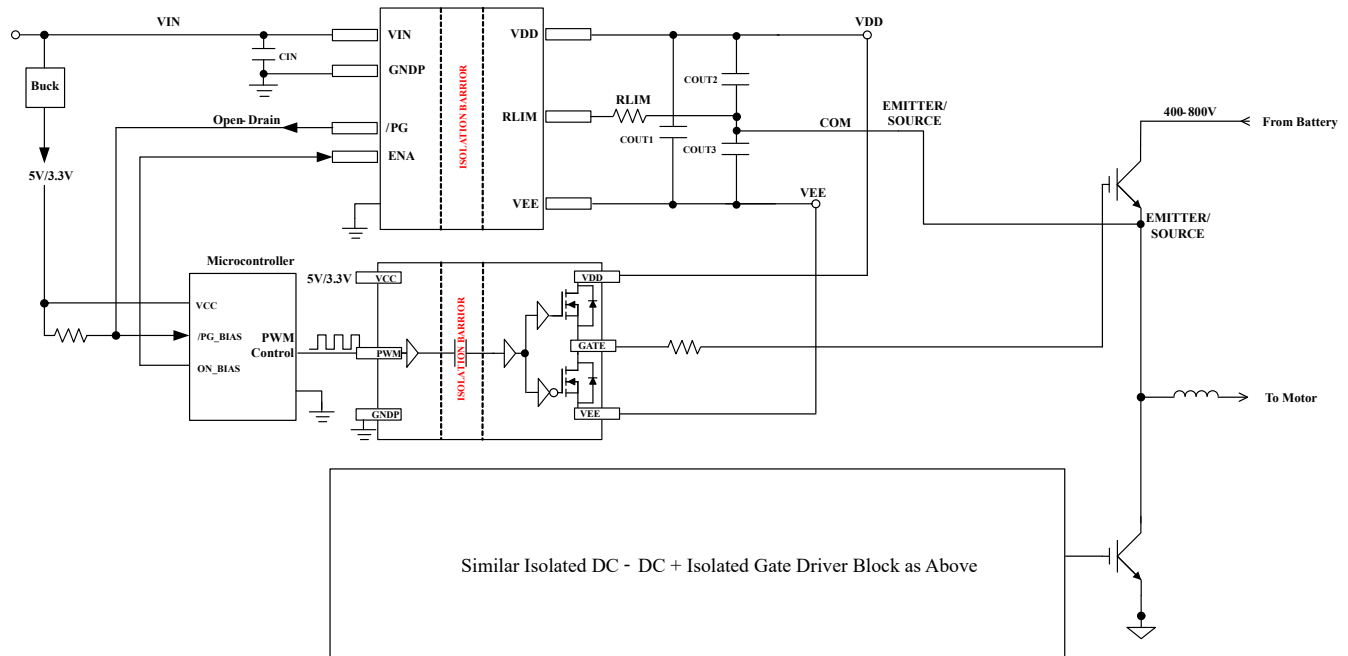 VIN
VIN
GNDP
/PG
ENA
CIN
Buck
Open-Drain
5V/3.3V
ISOLATION BARRIOR
VDD
RLIM
VEE
RLIM
COUT1
COUT2
COUT3
VDD
COM
EMITTER/
SOURCE
VEE
400-800V
From Battery
EMITTER/
SOURCE
Microcontroller
VCC
/PG_BIAS
ON_BIAS
PWM
Control
5V/3.3V
VCC
PWM
GNDP
ISOLATION BARRIOR
VDD
GATE
VEE
To Motor
Similar Isolated DC - DC + Isolated Gate Driver Block as Above